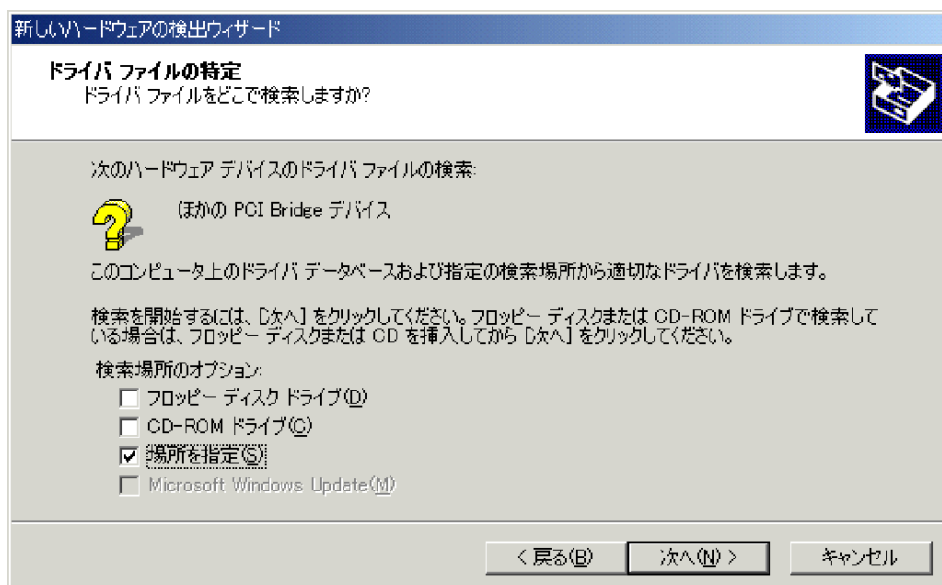 新しいハードウェアの検出ウィザード
ドライバ ファイルの特定
ドライバ ファイルをどこで検索しますか?
次のハードウェア デバイスのドライバ ファイルの検索:
ほかの PCI Bridge デバイス
このコンピュータ上のドライバ データベースおよび指定の検索場所から適切なドライバを検索します。
検索を開始するには、[次へ] をクリックしてください。フロッピー ディスクまたは CD-ROM ドライブで検索して
いる場合は、フロッピー ディスクまたは CD を挿入してから [次へ] をクリックしてください。
検索場所のオプション:
フロッピー ディスク ドライブ(D)
CD-ROM ドライブ(C)
場所を指定(S)
Microsoft Windows Update(M)
< 戻る(B) 次へ(N) > キャンセル